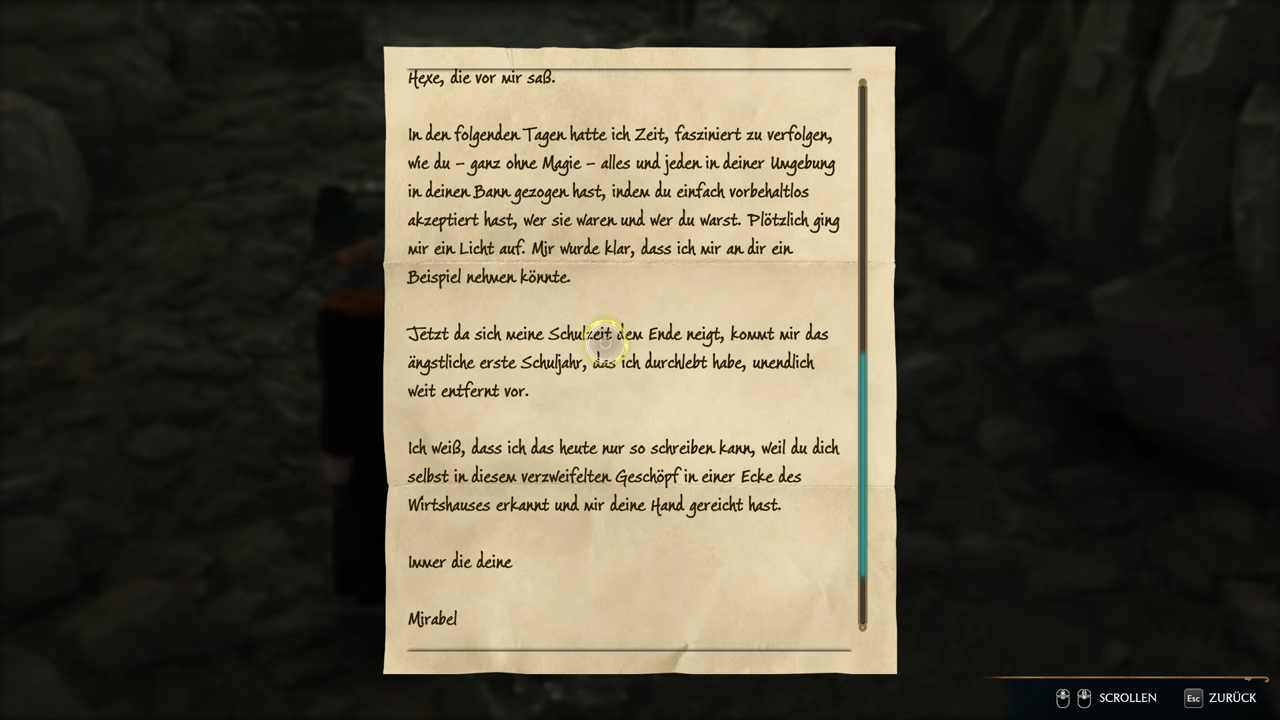 Hexe, die vor mir saß.
In den folgenden Tagen hatte ich Zeit, fasziniert zu verfolgen,
wie du – ganz ohne Magie – alles und jeden in deiner Umgebung
in deinen Bann gezogen hast, indem du einfach vorbehaltlos
akzeptiert hast, wer sie waren und wer du warst. Plötzlich ging
mir ein Licht auf. Mir wurde klar, dass ich mir an dir ein
Beispiel nehmen könnte.
Jetzt da sich meine Schulzeit dem Ende neigt, kommt mir das
ängstliche erste Schuljahr, das ich durchlebt habe, unendlich
weit entfernt vor.
Ich weiß, dass ich das heute nur so schreiben kann, weil du dich
selbst in diesem verzweifelten Geschöpf in einer Ecke des
Wirtshauses erkannt und mir deine Hand gereicht hast.
Immer die deine
Mirabel
SCROLLEN
Esc ZURÜCK